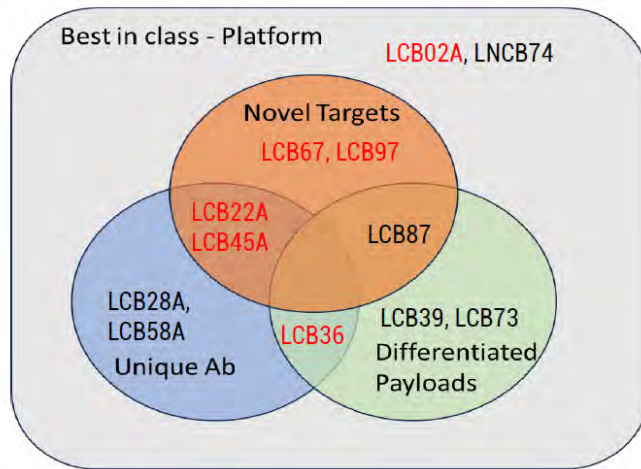 Best in class - Platform
LCB02A, LNCB74
Novel Targets
LCB67, LCB97
LCB22A
LCB45A
LCB87
LCB28A,
LCB58A
Unique Ab
LCB36
LCB39, LCB73
Differentiated
Payloads